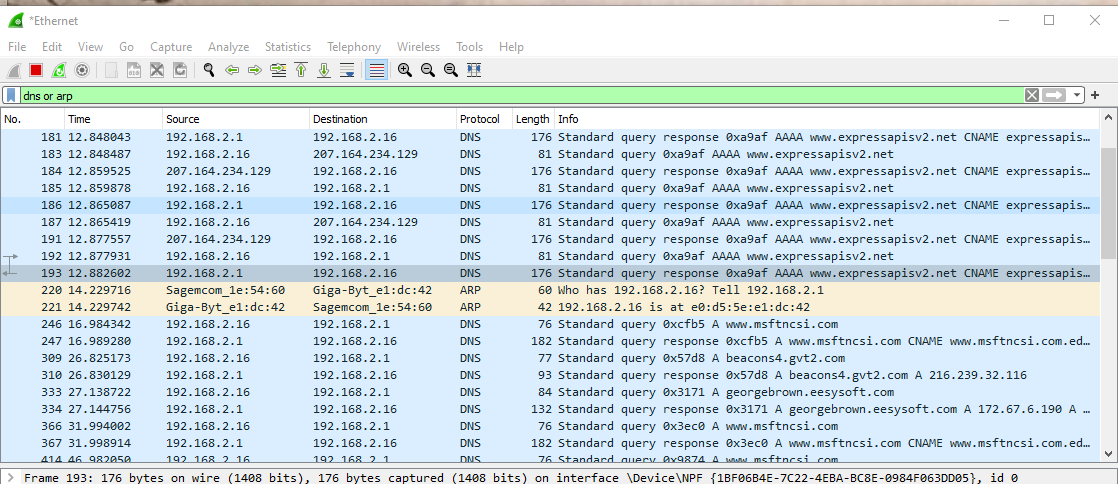 *Ethernet
File Edit View Go Capture Analyze Statistics Telephony Wireless Tools Help
dns or arp
No. Time Source Destination Protocol Length Info
181 12.848043 192.168.2.1 192.168.2.16 DNS 176 Standard query response 0xa9af AAAA www.expressapisv2.net CNAME expressapis…
183 12.848487 192.168.2.16 207.164.234.129 DNS 81 Standard query 0xa9af AAAA www.expressapisv2.net
184 12.859525 207.164.234.129 192.168.2.16 DNS 176 Standard query response 0xa9af AAAA www.expressapisv2.net CNAME expressapis…
185 12.859878 192.168.2.16 192.168.2.1 DNS 81 Standard query 0xa9af AAAA www.expressapisv2.net
186 12.865087 192.168.2.1 192.168.2.16 DNS 176 Standard query response 0xa9af AAAA www.expressapisv2.net CNAME expressapis…
187 12.865419 192.168.2.16 207.164.234.129 DNS 81 Standard query 0xa9af AAAA www.expressapisv2.net
191 12.877557 207.164.234.129 192.168.2.16 DNS 176 Standard query response 0xa9af AAAA www.expressapisv2.net CNAME expressapis…
192 12.877931 192.168.2.16 192.168.2.1 DNS 81 Standard query 0xa9af AAAA www.expressapisv2.net
193 12.882602 192.168.2.1 192.168.2.16 DNS 176 Standard query response 0xa9af AAAA www.expressapisv2.net CNAME expressapis…
220 14.229716 Sagemcom_1e:54:60 Giga-Byt_e1:dc:42 ARP 60 Who has 192.168.2.16? Tell 192.168.2.1
221 14.229742 Giga-Byt_e1:dc:42 Sagemcom_1e:54:60 ARP 42 192.168.2.16 is at e0:d5:5e:e1:dc:42
246 16.984342 192.168.2.16 192.168.2.1 DNS 76 Standard query 0xcfb5 A www.msftncsi.com
247 16.989280 192.168.2.1 192.168.2.16 DNS 182 Standard query response 0xcfb5 A www.msftncsi.com CNAME www.msftncsi.com.ed…
309 26.825173 192.168.2.16 192.168.2.1 DNS 77 Standard query 0x57d8 A beacons4.gvt2.com
310 26.830129 192.168.2.1 192.168.2.16 DNS 93 Standard query response 0x57d8 A beacons4.gvt2.com A 216.239.32.116
333 27.138722 192.168.2.16 192.168.2.1 DNS 79 Standard query 0x3171 A georgebrown.eesysoft.com
334 27.144756 192.168.2.1 192.168.2.16 DNS 132 Standard query response 0x3171 A georgebrown.eesysoft.com A 172.67.6.190 A …
366 31.994002 192.168.2.16 192.168.2.1 DNS 76 Standard query 0x3ec0 A www.msftncsi.com
367 31.998914 192.168.2.1 192.168.2.16 DNS 182 Standard query response 0x3ec0 A www.msftncsi.com CNAME www.msftncsi.com.ed…
414 46.982050 192.168.2.16 192.168.2.1 DNS 76 Standard query 0x9874 A www.msftncsi.com
Frame 193: 176 bytes on wire (1408 bits), 176 bytes captured (1408 bits) on interface \Device\NPF_{1BF06B4E-7C22-4EBA-BC8E-0984F063DD05}, id 0